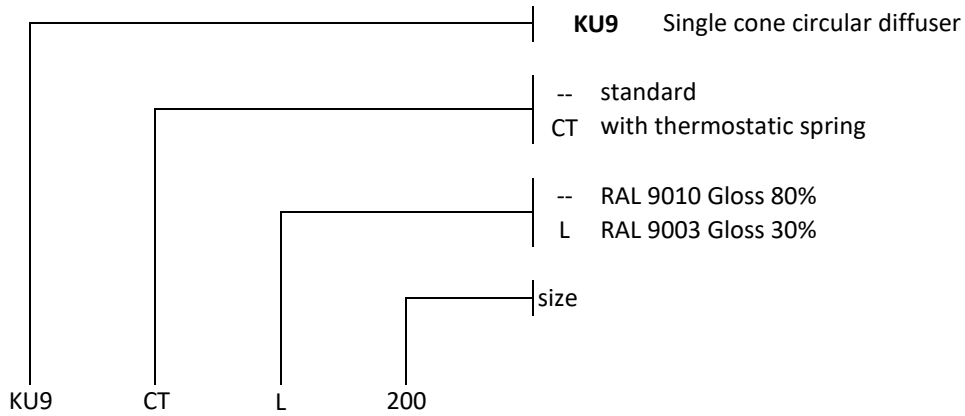 KU9 Single cone circular diffuser
-- standard
CT with thermostatic spring
-- RAL 9010 Gloss 80%
L RAL 9003 Gloss 30%
size
KU9 CT L 200